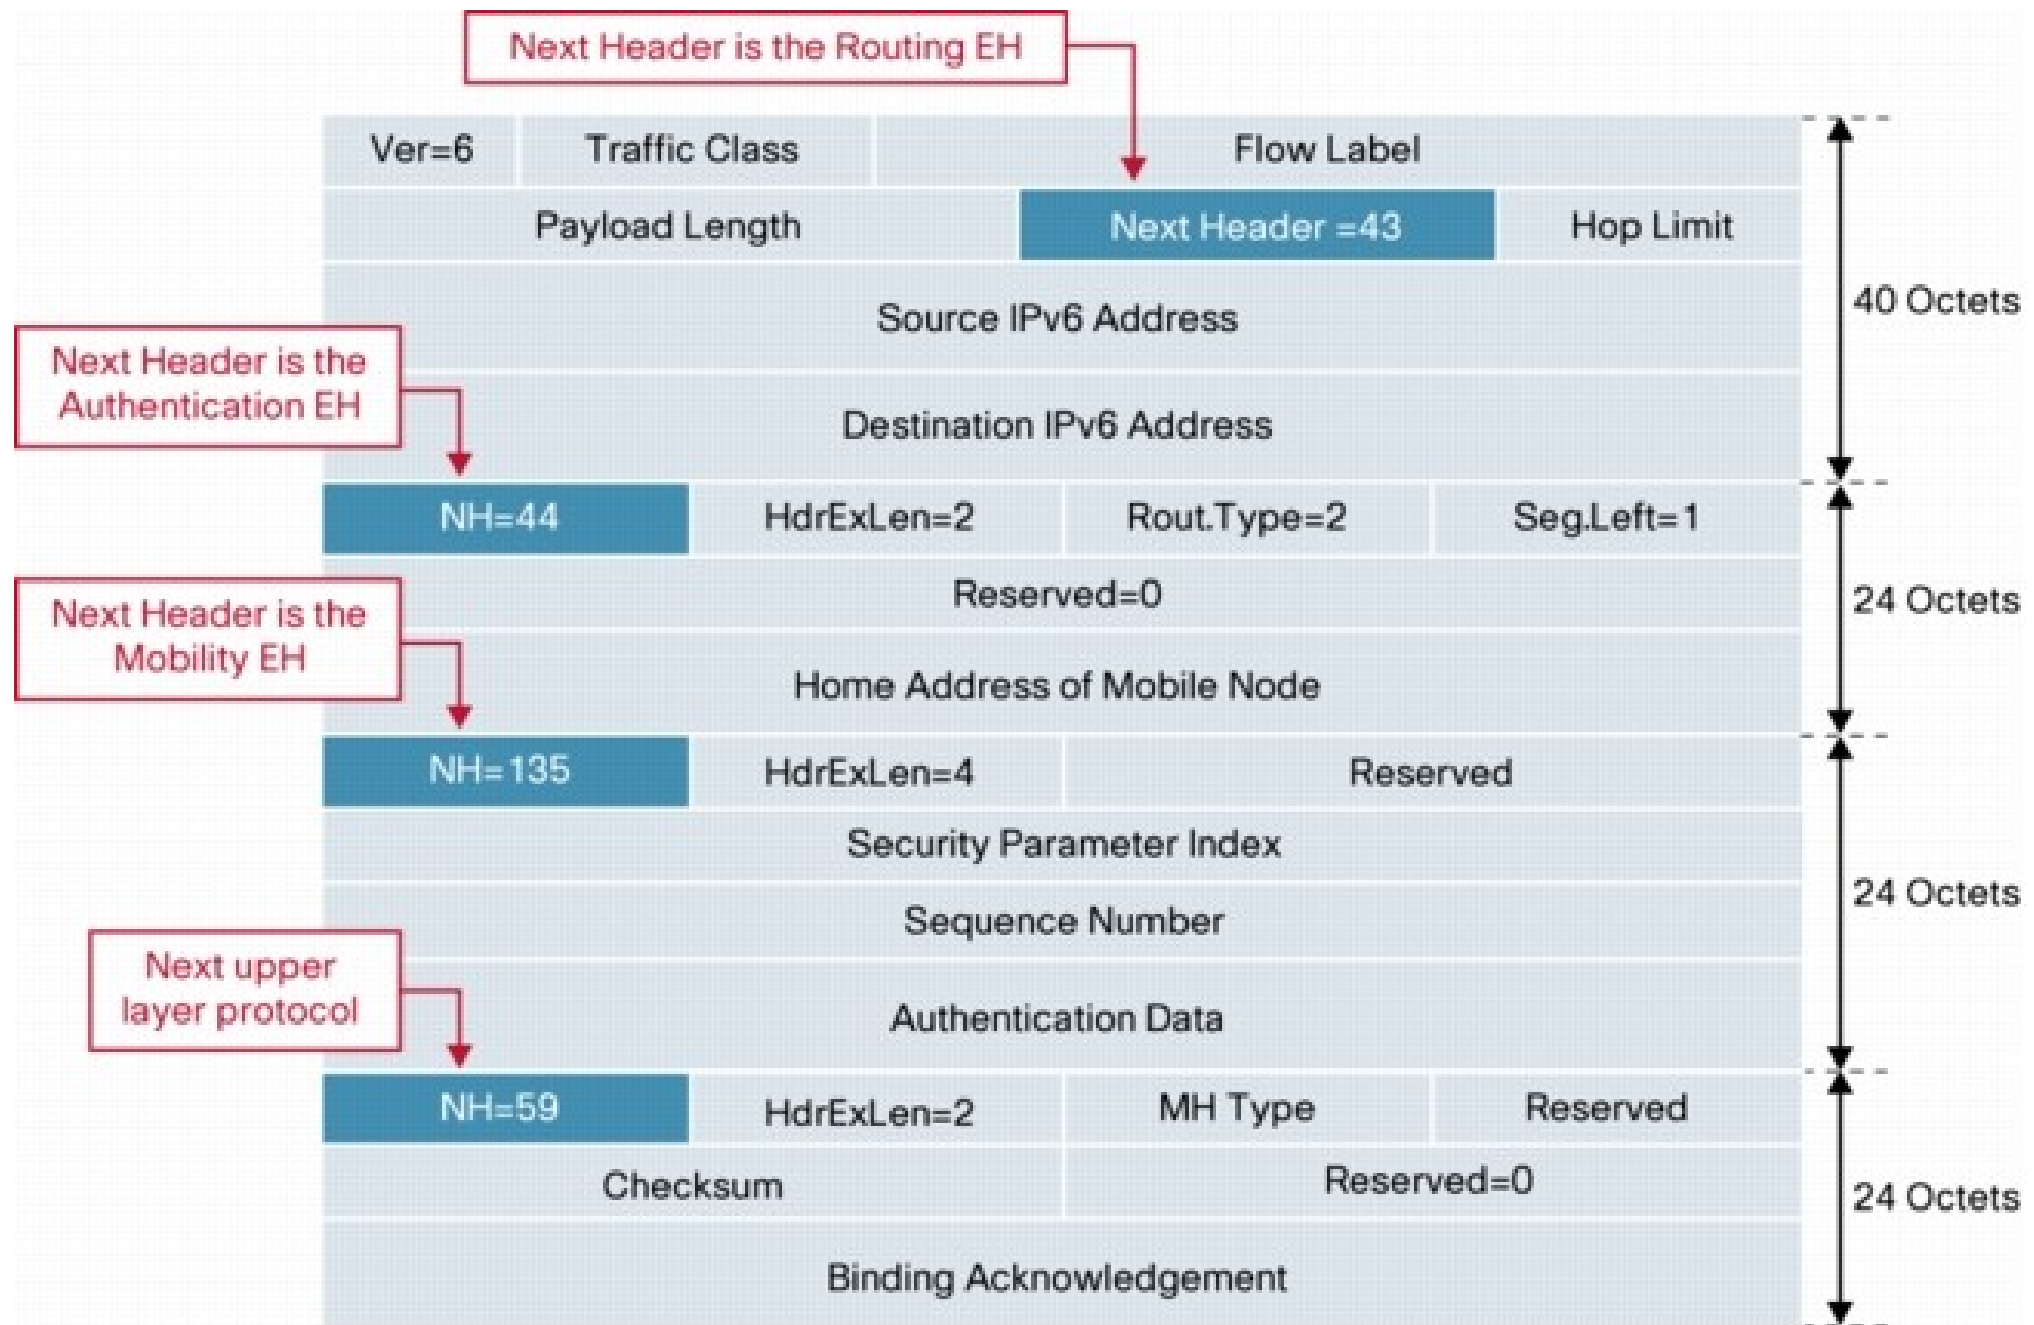 Next Header is the Routing EH
Ver=6 Traffic Class Flow Label
Payload Length Next Header =43 Hop Limit
Source IPv6 Address
40 Octets
Next Header is the
Authentication EH
Destination IPv6 Address
NH=44 HdrExLen=2 Rout.Type=2 Seg.Left=1
Reserved=0
24 Octets
Next Header is the
Mobility EH
Home Address of Mobile Node
NH=135 HdrExLen=4 Reserved
Security Parameter Index
24 Octets
Sequence Number
Next upper
layer protocol
Authentication Data
NH=59 HdrExLen=2 MH Type Reserved
Checksum Reserved=0
24 Octets
Binding Acknowledgement